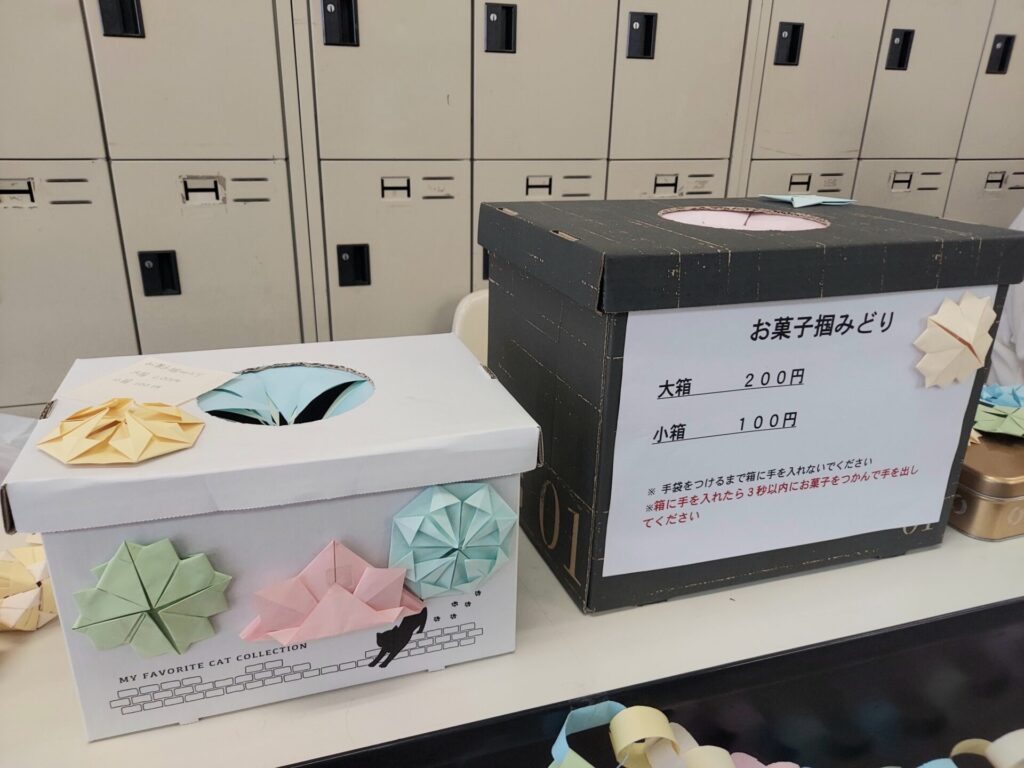 お菓子掴みどり
大箱 200円
小箱 100円
※ 手袋をつけるまで箱に手を入れないでください
※箱に手を入れたら3秒以内にお菓子をつかんで手を出し
てください
01
01
MY FAVORITE CAT COLLECTION